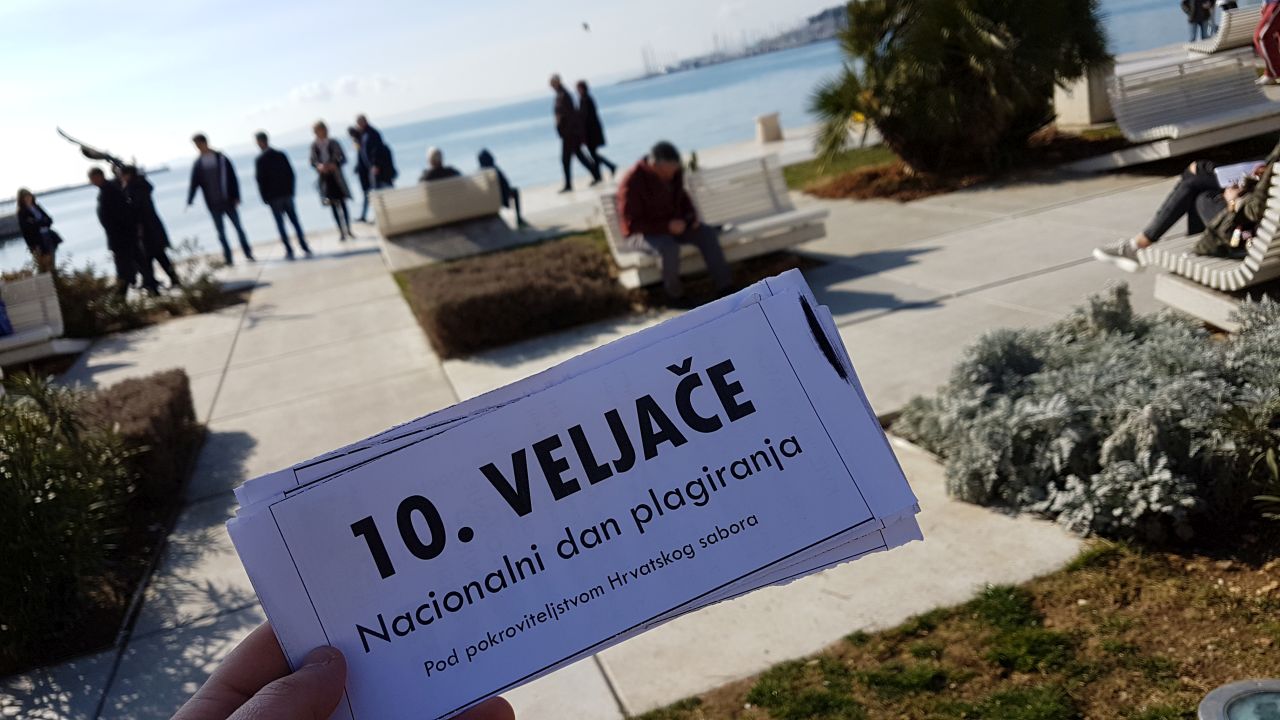 10. VELJAČE
Nacionalni dan plagiranja
Pod pokroviteljstvom Hrvatskog sabora